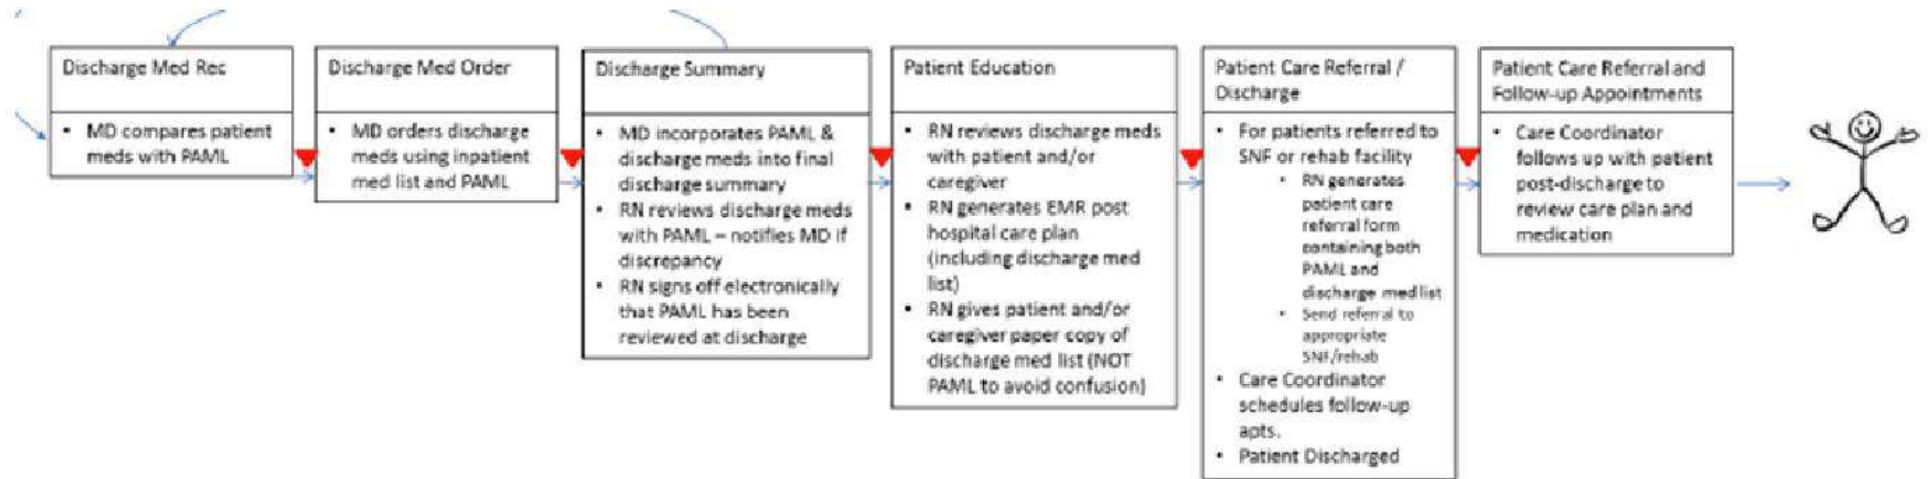 Discharge Med Rec
• MD compares patient
meds with PAML
Discharge Med Order
• MD orders discharge
meds using inpatient
med list and PAML
Discharge Summary
• MD incorporates PAML &
discharge meds into final
discharge summary
• RN reviews discharge meds
with PAML – notifies MD if
discrepancy
• RN signs off electronically
that PAML has been
reviewed at discharge
Patient Education
• RN reviews discharge meds
with patient and/or
caregiver
• RN generates EMR post
hospital care plan
(including discharge med
list)
• RN gives patient and/or
caregiver paper copy of
discharge med list (NOT
PAML to avoid confusion)
Patient Care Referral /
Discharge
• For patients referred to
SNF or rehab facility
• RN generates
patient care
referral form
containing both
PAML and
discharge med list
• Send referral to
appropriate
SNF/rehab
• Care Coordinator
schedules follow-up
apts.
• Patient Discharged
Patient Care Referral and
Follow-up Appointments
• Care Coordinator
follows up with patient
post-discharge to
review care plan and
medication